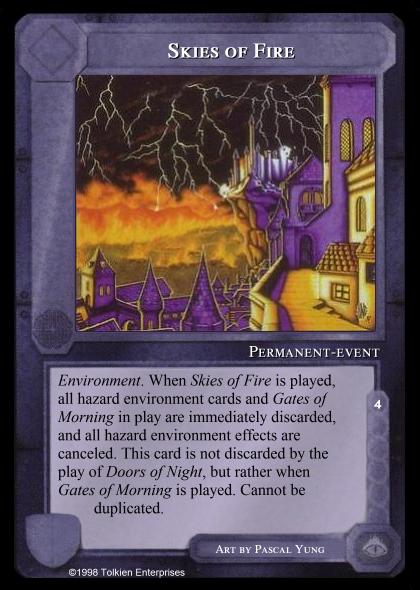 Skies of Fire
Permanent-event
Environment. When Skies of Fire is played,
all hazard environment cards and Gates of
Morning in play are immediately discarded,
and all hazard environment effects are
canceled. This card is not discarded by the
play of Doors of Night, but rather when
Gates of Morning is played. Cannot be
duplicated.
4
Art by Pascal Yung
©1998 Tolkien Enterprises